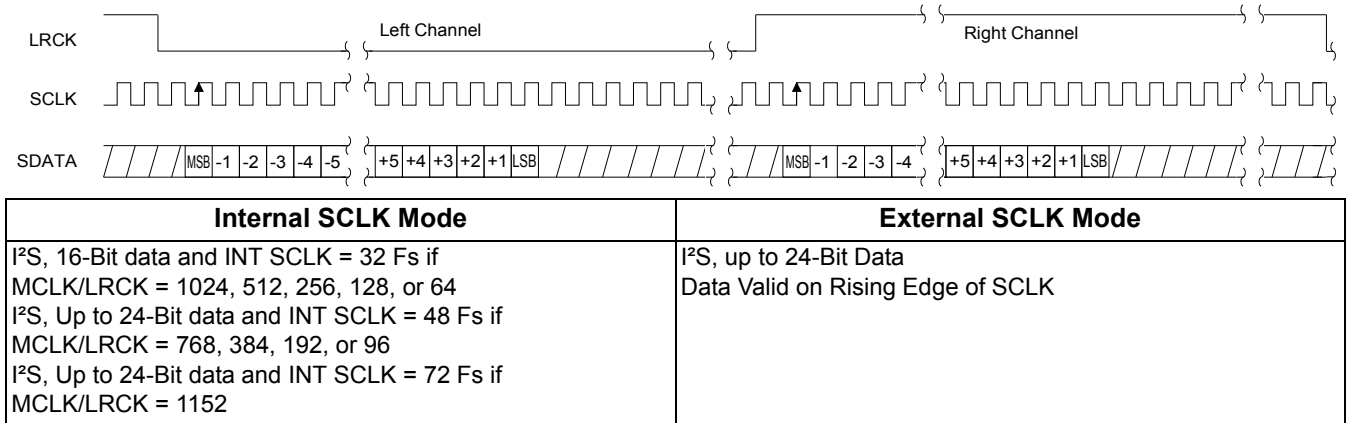 Left Channel
Right Channel
LRCK
SCLK
SDATA MSB -1 -2 -3 -4 -5 +5 +4 +3 +2 +1 LSB MSB -1 -2 -3 -4 +5 +4 +3 +2 +1 LSB
Internal SCLK Mode
External SCLK Mode
I²S, 16-Bit data and INT SCLK = 32 Fs if
MCLK/LRCK = 1024, 512, 256, 128, or 64
I²S, Up to 24-Bit data and INT SCLK = 48 Fs if
MCLK/LRCK = 768, 384, 192, or 96
I²S, Up to 24-Bit data and INT SCLK = 72 Fs if
MCLK/LRCK = 1152
I²S, up to 24-Bit Data
Data Valid on Rising Edge of SCLK